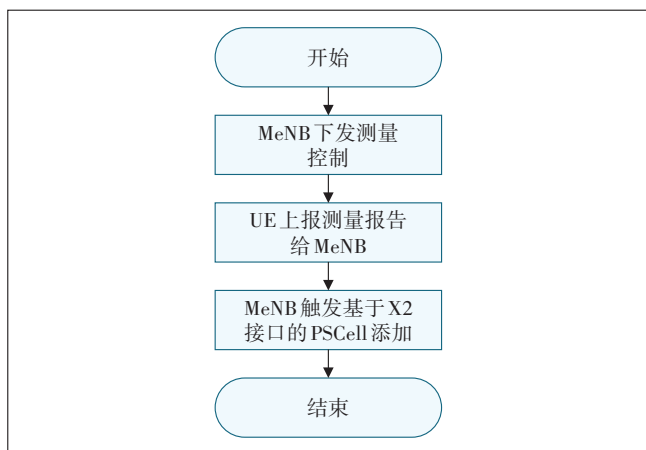 开始
MeNB下发测量
控制
UE上报测量报告
给MeNB
MeNB触发基于X2
接口的PSCell添加
结束